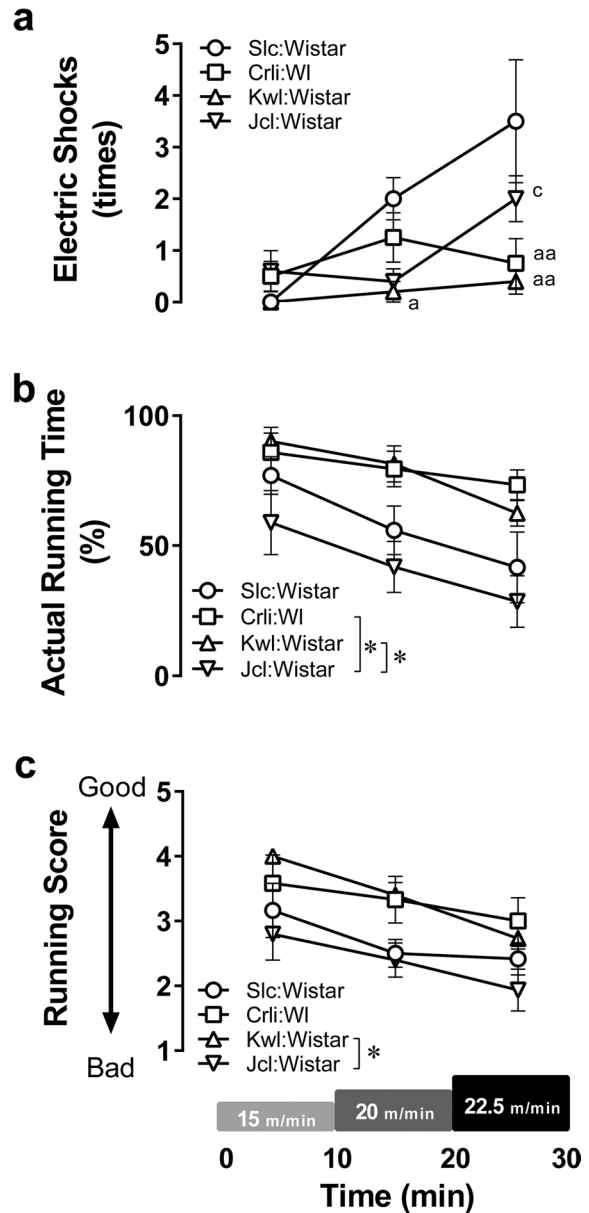 a
Electric Shocks
(times)
5
4
3
2
1
0
Slc:Wistar
Crli:WI
Kwl:Wistar
Jcl:Wistar
c
aa
aa
a
b
Actual Running Time
(%)
100
50
0
Slc:Wistar
Crli:WI
Kwl:Wistar
Jcl:Wistar
*
*
c
Good
Running Score
Bad
5
4
3
2
1
Slc:Wistar
Crli:WI
Kwl:Wistar
Jcl:Wistar
*
15 m/min
20 m/min
22.5 m/min
0 10 20 30
Time (min)